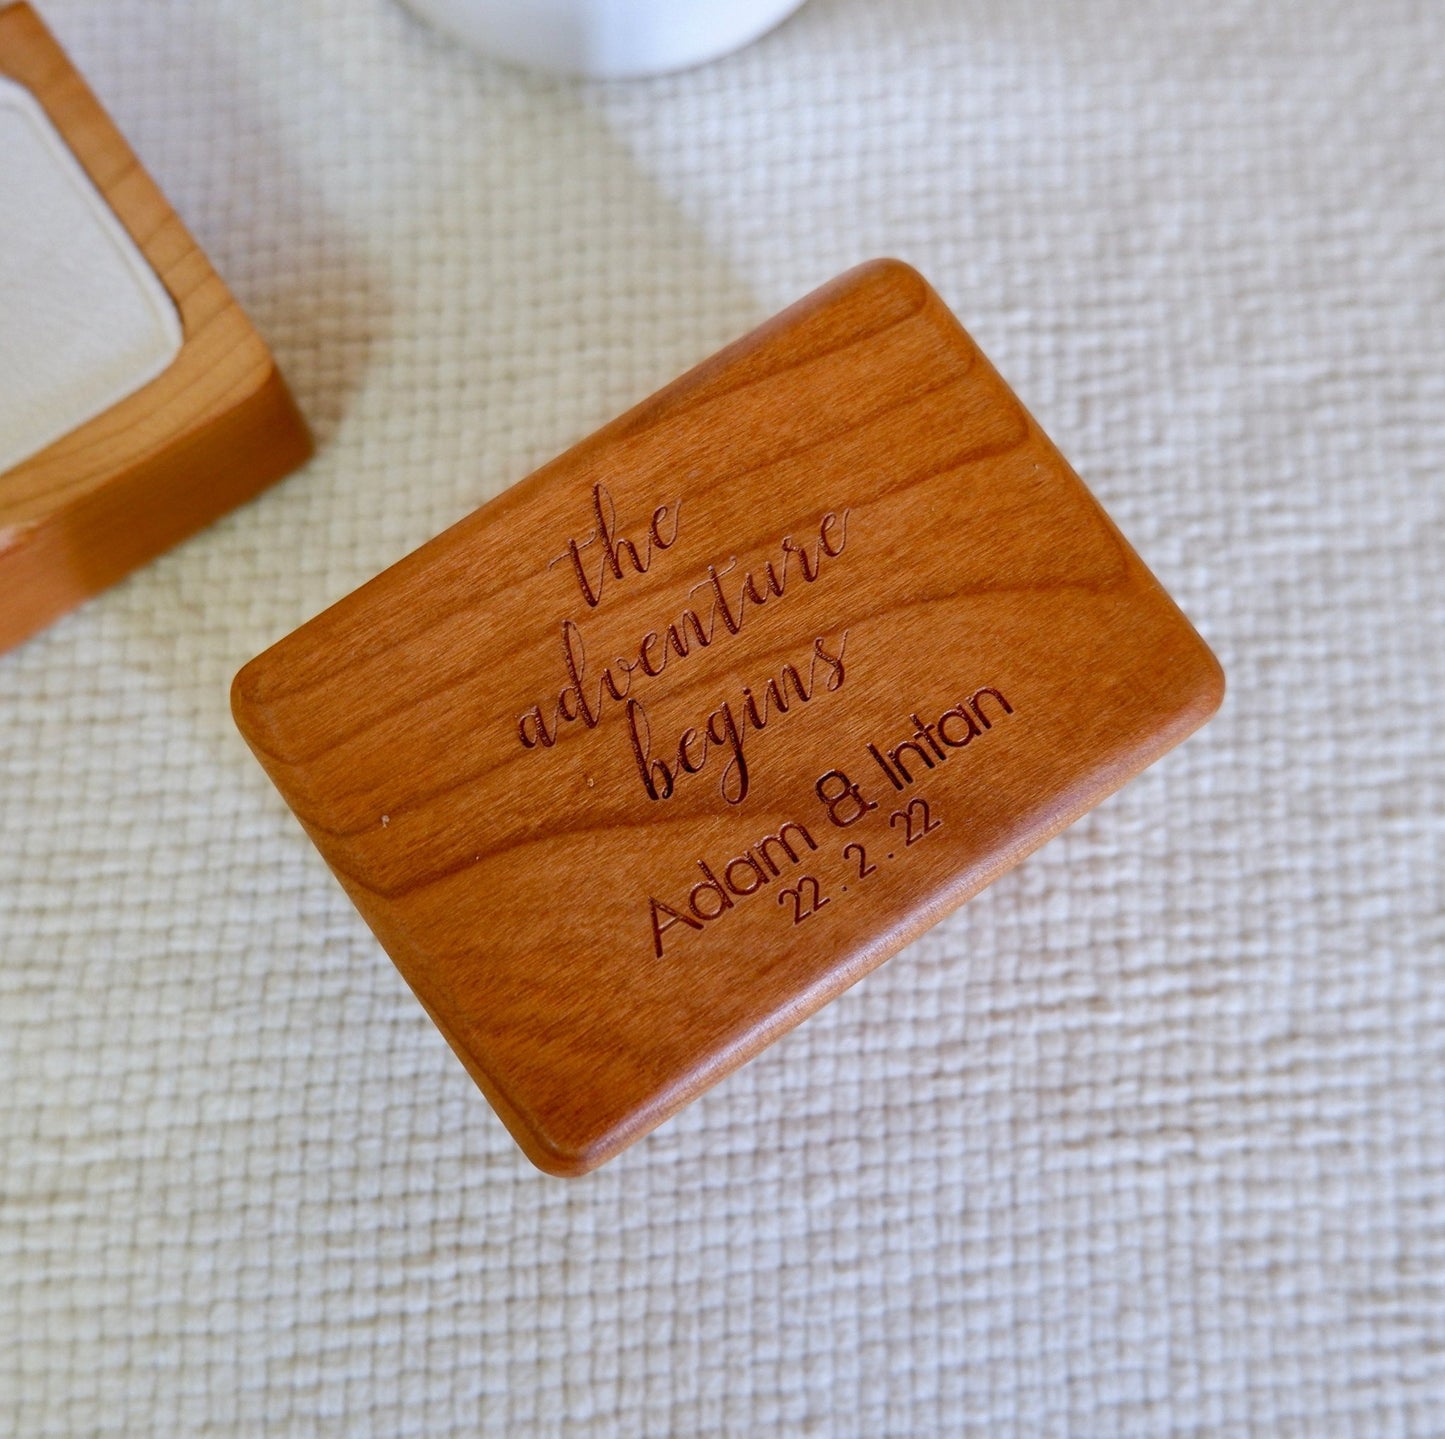 the
adventure
begins
Adam & Intan
22.2.22